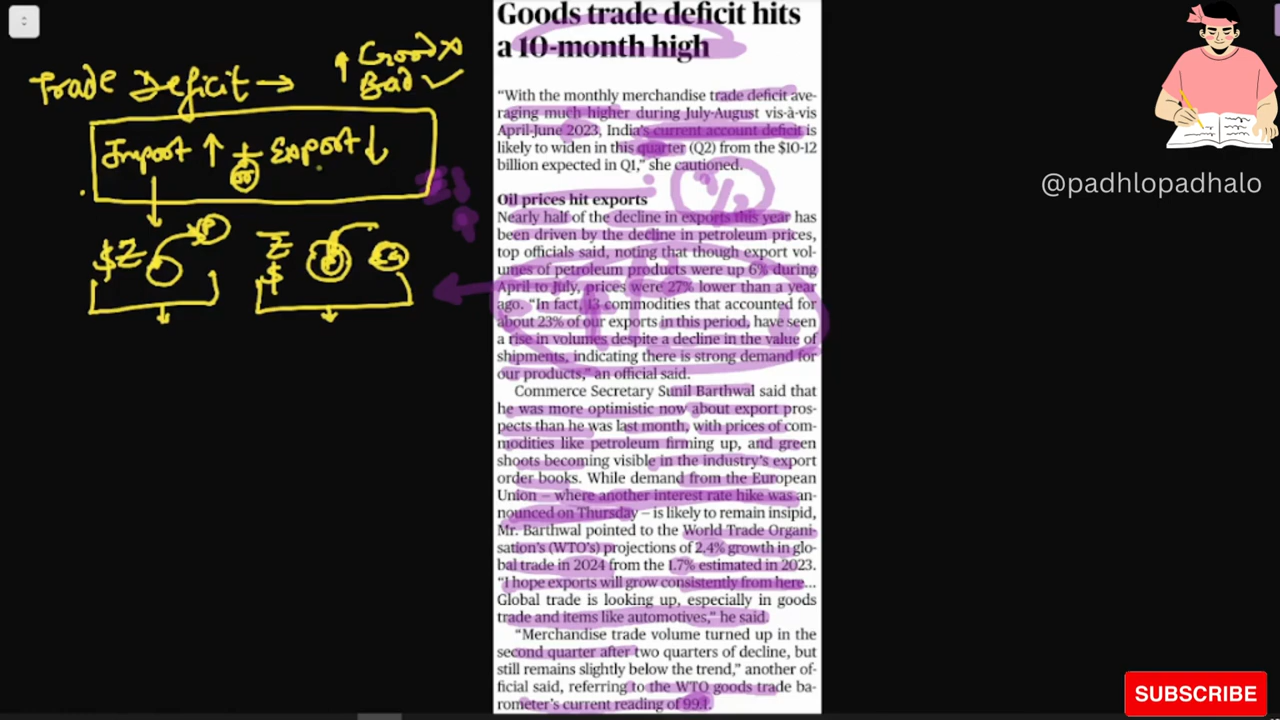 Trade Deficit → ↑ Good ×
Bad ✓
Import ↑ Export ↓
$
$
Goods trade deficit hits
a 10-month high
“With the monthly merchandise trade deficit ave-
raging much higher during July-August vis-à-vis
April-June 2023, India’s current account deficit is
likely to widen in this quarter (Q2) from the $10-12
billion expected in Q1,” she cautioned.
Oil prices hit exports
Nearly half of the decline in exports this year has
been driven by the decline in petroleum prices,
top officials said, noting that though export vol-
umes of petroleum products were up 6% during
April to July, prices were 27% lower than a year
ago. “In fact, 13 commodities that accounted for
about 23% of our exports in this period, have seen
a rise in volumes despite a decline in the value of
shipments, indicating there is strong demand for
our products,” an official said.
Commerce Secretary Sunil Barthwal said that
he was more optimistic now about export pros-
pects than he was last month, with prices of com-
modities like petroleum firming up, and green
shoots becoming visible in the industry’s export
order books. While demand from the European
Union – where another interest rate hike was an-
nounced on Thursday – is likely to remain insipid,
Mr. Barthwal pointed to the World Trade Organi-
sation’s (WTO’s) projections of 2.4% growth in glo-
bal trade in 2024 from the 1.7% estimated in 2023.
“I hope exports will grow consistently from here...
Global trade is looking up, especially in goods
trade and items like automotives,” he said.
“Merchandise trade volume turned up in the
second quarter after two quarters of decline, but
still remains slightly below the trend,” another of-
ficial said, referring to the WTO goods trade ba-
rometer’s current reading of 99.1.
@padhlopadhalo
SUBSCRIBE